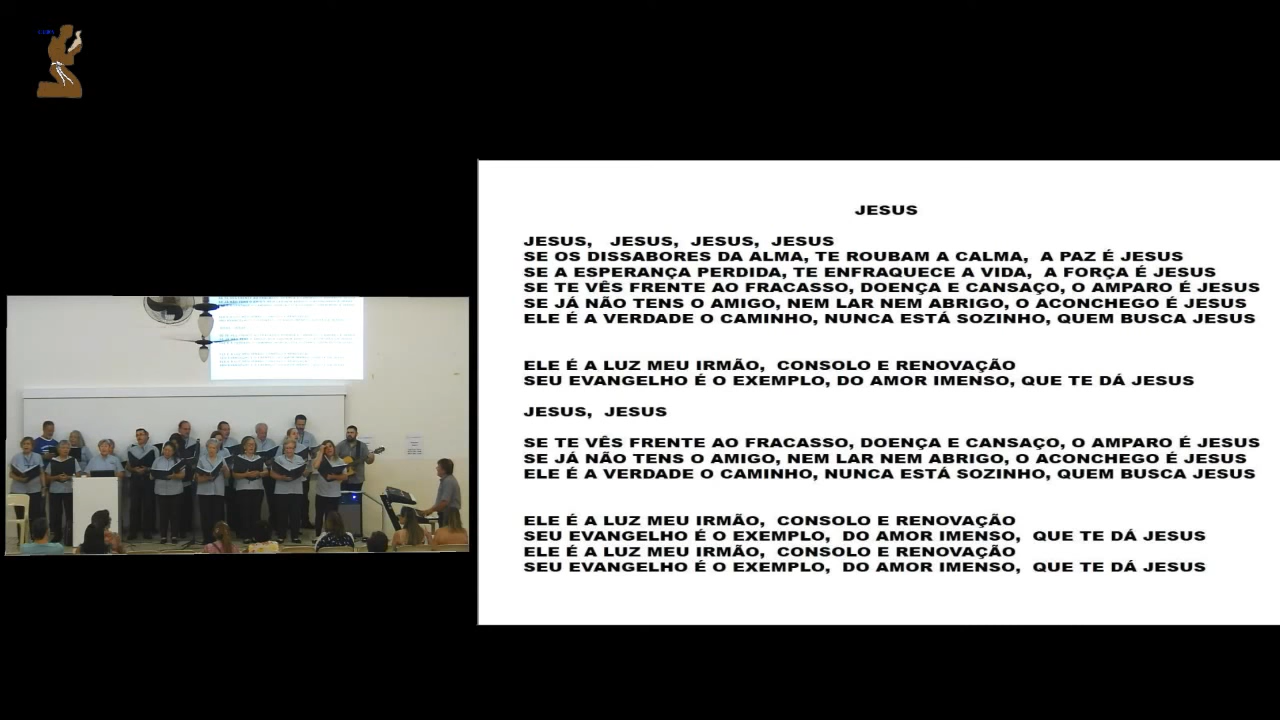 JESUS
JESUS, JESUS, JESUS, JESUS
SE OS DISSABORES DA ALMA, TE ROUBAM A CALMA, A PAZ É JESUS
SE A ESPERANÇA PERDIDA, TE ENFRAQUECE A VIDA, A FORÇA É JESUS
SE TE VÊS FRENTE AO FRACASSO, DOENÇA E CANSAÇO, O AMPARO É JESUS
SE JÁ NÃO TENS O AMIGO, NEM LAR NEM ABRIGO, O ACONCHEGO É JESUS
ELE É A VERDADE O CAMINHO, NUNCA ESTÁ SOZINHO, QUEM BUSCA JESUS
ELE É A LUZ MEU IRMÃO, CONSOLO E RENOVAÇÃO
SEU EVANGELHO É O EXEMPLO, DO AMOR IMENSO, QUE TE DÁ JESUS
JESUS, JESUS
SE TE VÊS FRENTE AO FRACASSO, DOENÇA E CANSAÇO, O AMPARO É JESUS
SE JÁ NÃO TENS O AMIGO, NEM LAR NEM ABRIGO, O ACONCHEGO É JESUS
ELE É A VERDADE O CAMINHO, NUNCA ESTÁ SOZINHO, QUEM BUSCA JESUS
ELE É A LUZ MEU IRMÃO, CONSOLO E RENOVAÇÃO
SEU EVANGELHO É O EXEMPLO, DO AMOR IMENSO, QUE TE DÁ JESUS
ELE É A LUZ MEU IRMÃO, CONSOLO E RENOVAÇÃO
SEU EVANGELHO É O EXEMPLO, DO AMOR IMENSO, QUE TE DÁ JESUS